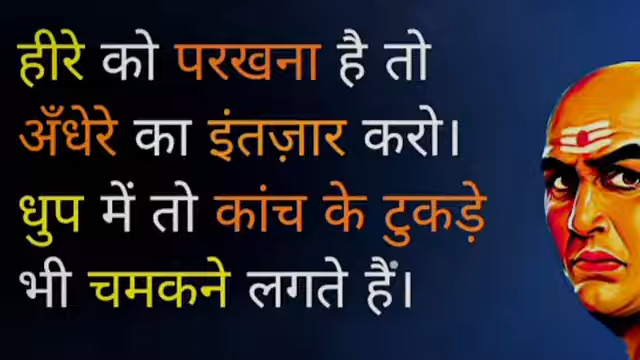 हीरे को परखना है तो
अँधेरे का इंतज़ार करो।
धुप में तो कांच के टुकड़े
भी चमकने लगते हैं।